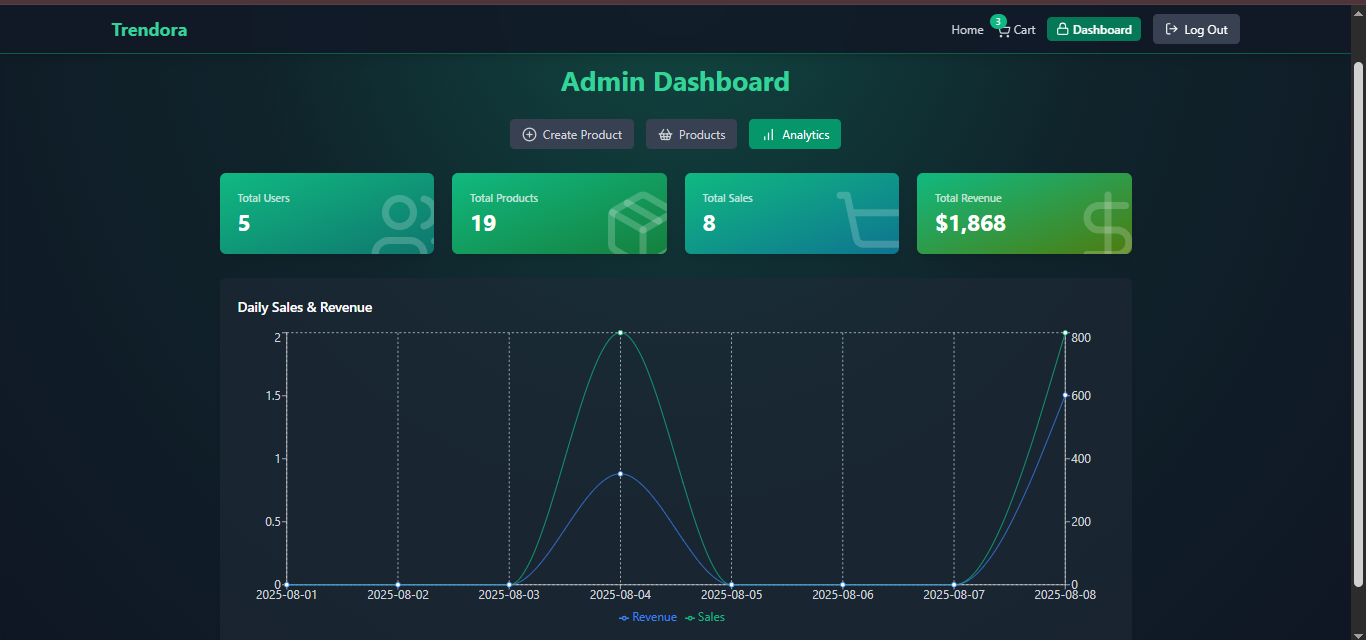 Trendora
Home 3 Cart Dashboard Log Out
Admin Dashboard
Create Product Products Analytics
Total Users
5
Total Products
19
Total Sales
8
Total Revenue
$1,868
Daily Sales & Revenue
2
1.5
1
0.5
0
800
600
400
200
0
2025-08-01 2025-08-02 2025-08-03 2025-08-04 2025-08-05 2025-08-06 2025-08-07 2025-08-08
Revenue Sales